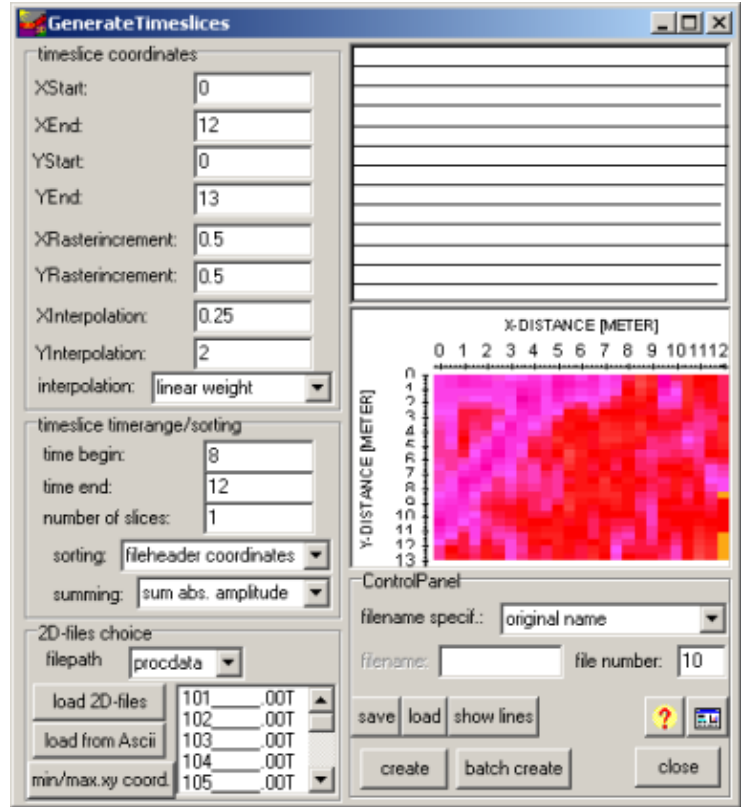 GenerateTimeslices
timeslice coordinates
XStart: 0
XEnd: 12
YStart: 0
YEnd: 13
XRasterincrement: 0.5
YRasterincrement: 0.5
XInterpolation: 0.25
YInterpolation: 2
interpolation: linear weight
timeslice timerange/sorting
time begin: 8
time end: 12
number of slices: 1
sorting: fileheader coordinates
summing: sum abs. amplitude
2D-files choice
filepath procdata
load 2D-files
load from Ascii
min/max.xy coord.
101_____.00T
102_____.00T
103_____.00T
104_____.00T
105_____.00T
X-DISTANCE [METER]
0 1 2 3 4 5 6 7 8 9 10 11 12
Y-DISTANCE [METER]
0
1
2
3
4
5
6
7
8
9
10
11
12
13
ControlPanel
filename specif.: original name
filename: file number: 10
save load show lines ?
create batch create close